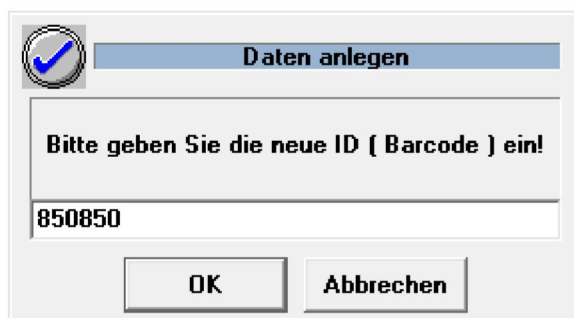 Daten anlegen
Bitte geben Sie die neue ID ( Barcode ) ein!
850850
OK
Abbrechen